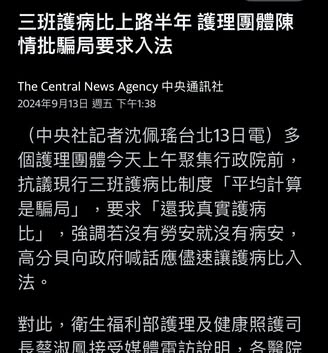 三班護病比上路半年 護理團體陳
情批騙局要求入法
The Central News Agency 中央通訊社
2024年9月13日 週五 下午1:38
（中央社記者沈佩瑤台北13日電）多
個護理團體今天上午聚集行政院前，
抗議現行三班護病比制度「平均計算
是騙局」，要求「還我真實護病
比」，強調若沒有勞安就沒有病安，
高分貝向政府喊話應儘速讓護病比入
法。
對此，衛生福利部護理及健康照護司
長蔡淑鳳接受媒體電訪說明，各醫院